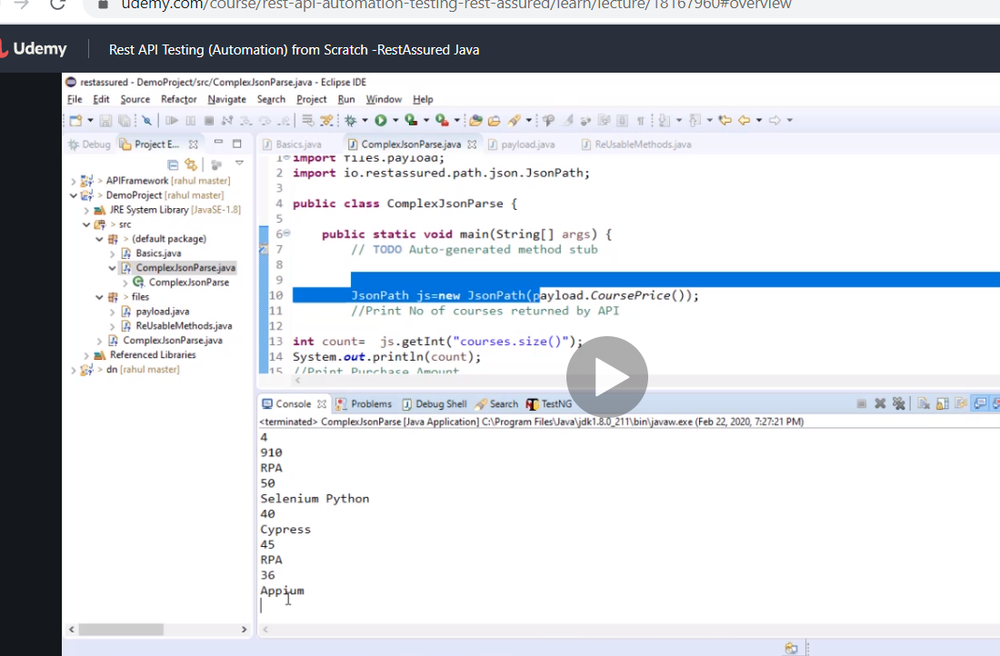 udemy.com/course/rest-api-automation-testing-rest-assured/learn/lecture/18167960#overview
Udemy
Rest API Testing (Automation) from Scratch -RestAssured Java
restassured - DemoProject/src/ComplexJsonParse.java - Eclipse IDE
File Edit Source Refactor Navigate Search Project Run Window Help
Debug Project E...
Basics.java ComplexJsonParse.java payload.java ReUsableMethods.java
> APIFramework [rahul master]
> DemoProject [rahul master]
JRE System Library [JavaSE-1.8]
> src
> (default package)
Basics.java
ComplexJsonParse.java
ComplexJsonParse
> files
payload.java
ReUsableMethods.java
ComplexJsonParse.java
Referenced Libraries
> dn [rahul master]
1 import files.payload;
2 import io.restassured.path.json.JsonPath;
3
4 public class ComplexJsonParse {
5
6 public static void main(String[] args) {
7 // TODO Auto-generated method stub
8
9
10 JsonPath js=new JsonPath(payload.CoursePrice());
11 //Print No of courses returned by API
12
13 int count= js.getInt("courses.size()");
14 System.out.println(count);
15 //Print Purchase Amount
Console Problems Debug Shell Search TestNG
<terminated> ComplexJsonParse [Java Application] C:\Program Files\Java\jdk1.8.0_211\bin\javaw.exe (Feb 22, 2020, 7:27:21 PM)
4
910
RPA
50
Selenium Python
40
Cypress
45
RPA
36
Appium